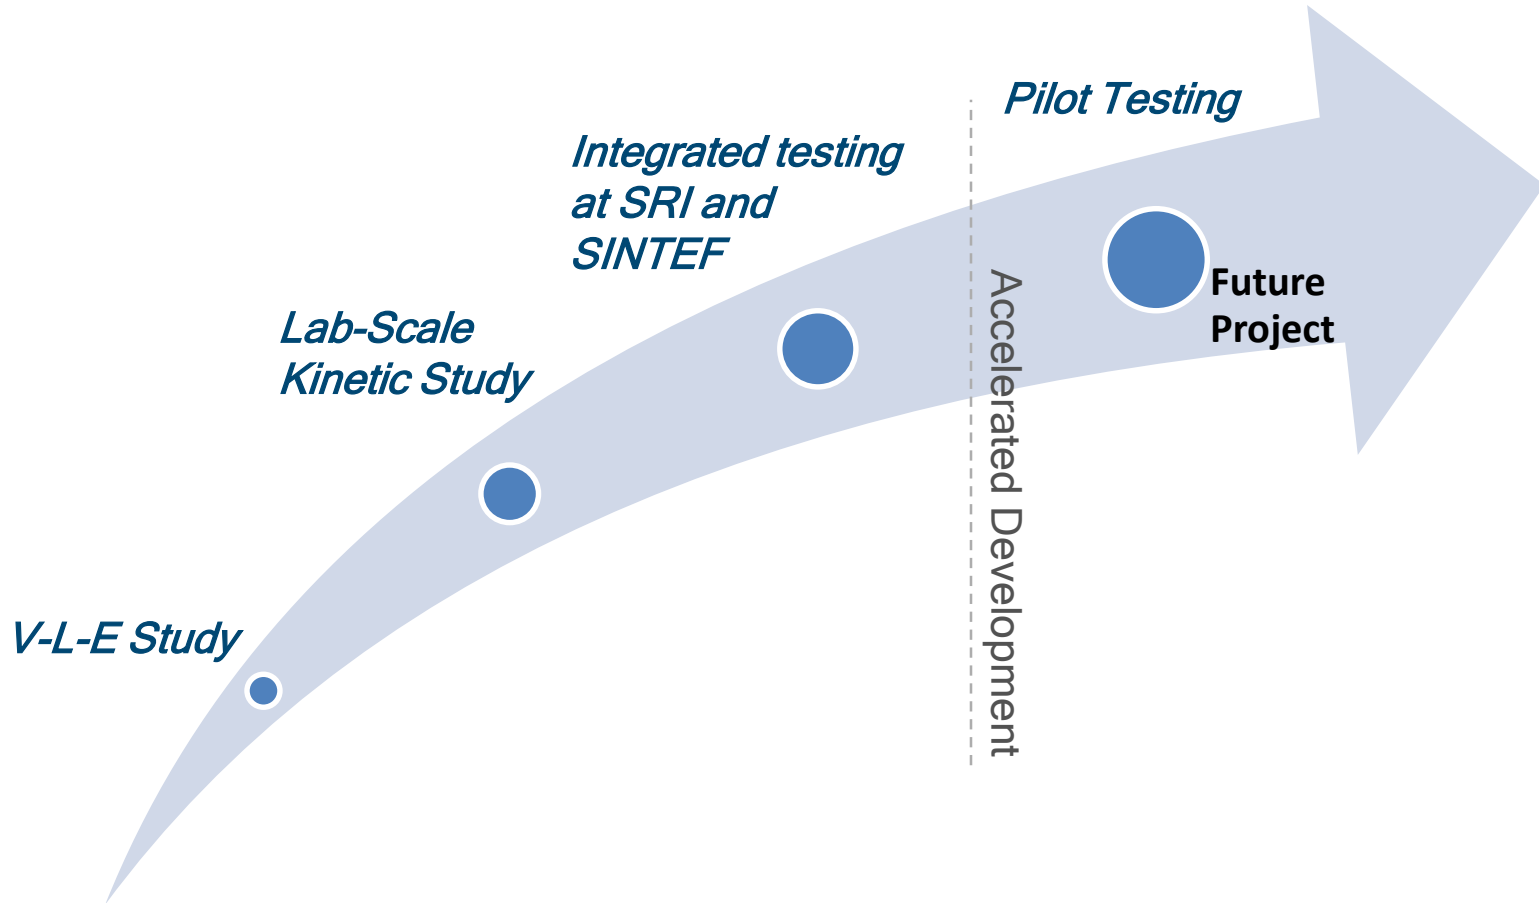 Pilot Testing
Integrated testing
at SRI and
SINTEF
Future
Project
Accelerated Development
Lab-Scale
Kinetic Study
V-L-E Study